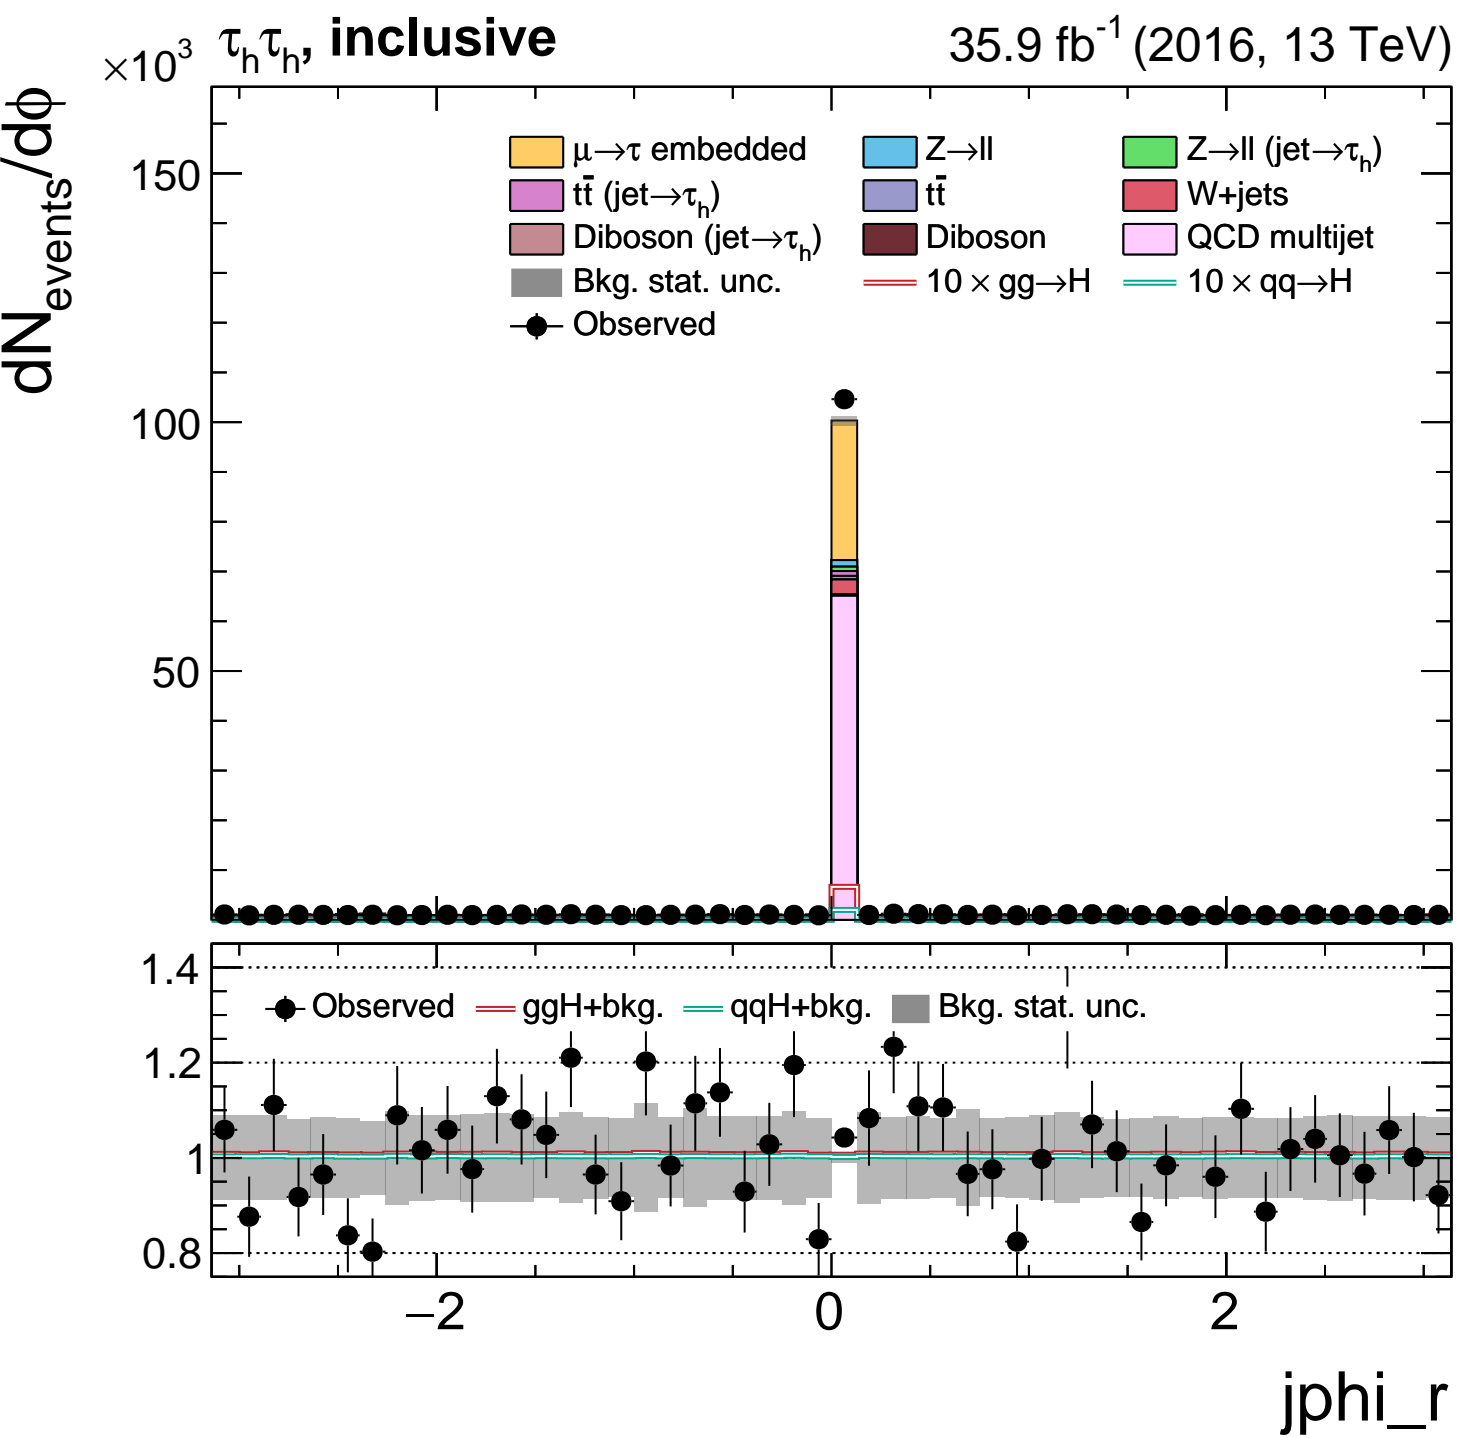 τhτh, inclusive 35.9 fb-1 (2016, 13 TeV)
×103
dNevents/dϕ
μ→τ embedded Z→ll Z→ll (jet→τh)
tt̄ (jet→τh) tt̄ W+jets
Diboson (jet→τh) Diboson QCD multijet
Bkg. stat. unc. 10 × gg→H 10 × qq→H
Observed
150
100
50
1.4
Observed ggH+bkg. qqH+bkg. Bkg. stat. unc.
1.2
1
0.8
−2 0 2
jphi_r